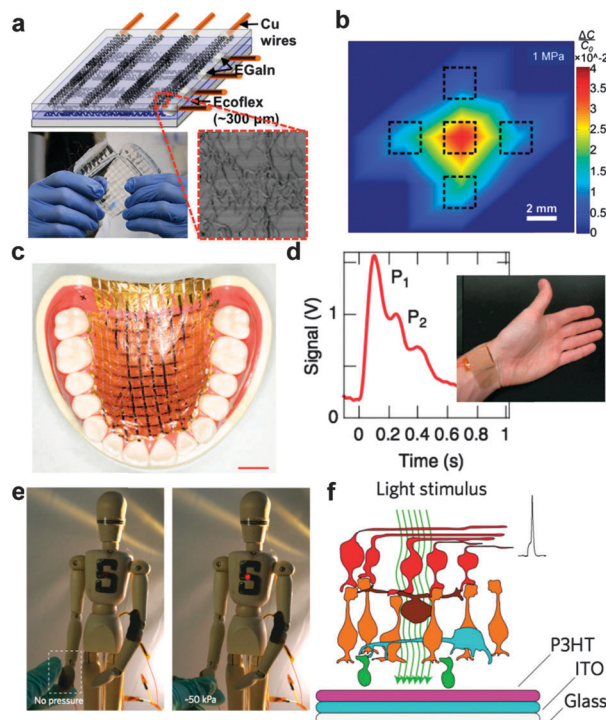 a
Cu
wires
EGaIn
Ecoflex
(~300 µm)
b
1 MPa
ΔC/C₀
×10^-2
4
3.5
3
2.5
2
1.5
1
0.5
0
2 mm
c
d
Signal (V)
1
0
P₁
P₂
0 0.2 0.4 0.6 0.8 1
Time (s)
e
No pressure
S
~50 kPa
S
f
Light stimulus
P3HT
ITO
Glass